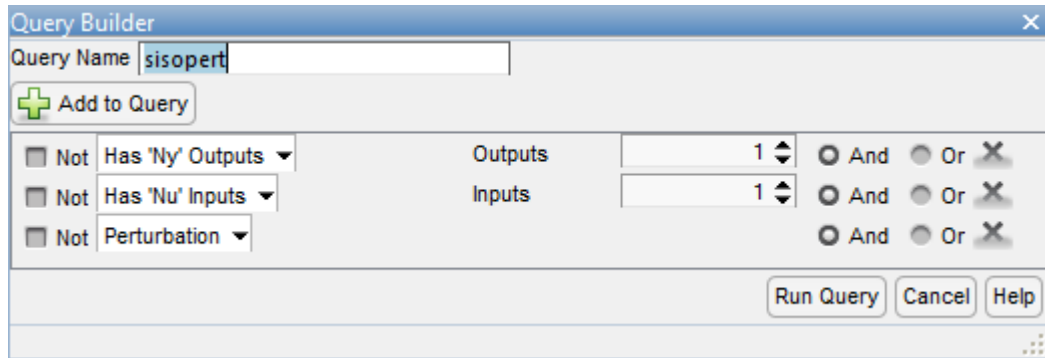 Query Builder
Query Name sisopert
Add to Query
Not Has 'Ny' Outputs Outputs 1 And Or
Not Has 'Nu' Inputs Inputs 1 And Or
Not Perturbation And Or
Run Query Cancel Help